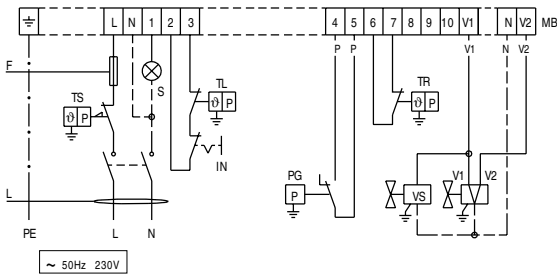 L N 1 2 3 4 5 6 7 8 9 10 V1 N V2 MB
P P V1 N V2
F
S
TS
ϑ P
TL
ϑ P
TR
ϑ P
IN
PG
P
VS
V1 V2
L
PE L N
~ 50Hz 230V